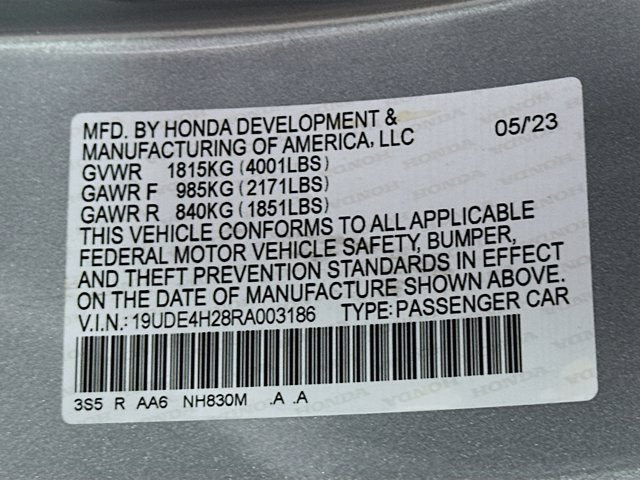 MFD. BY HONDA DEVELOPMENT &
MANUFACTURING OF AMERICA, LLC 05/'23
GVWR 1815KG (4001LBS)
GAWR F 985KG (2171LBS)
GAWR R 840KG (1851LBS)
THIS VEHICLE CONFORMS TO ALL APPLICABLE
FEDERAL MOTOR VEHICLE SAFETY, BUMPER,
AND THEFT PREVENTION STANDARDS IN EFFECT
ON THE DATE OF MANUFACTURE SHOWN ABOVE.
V.I.N.: 19UDE4H28RA003186 TYPE: PASSENGER CAR
3S5 R AA6 NH830M .A .A